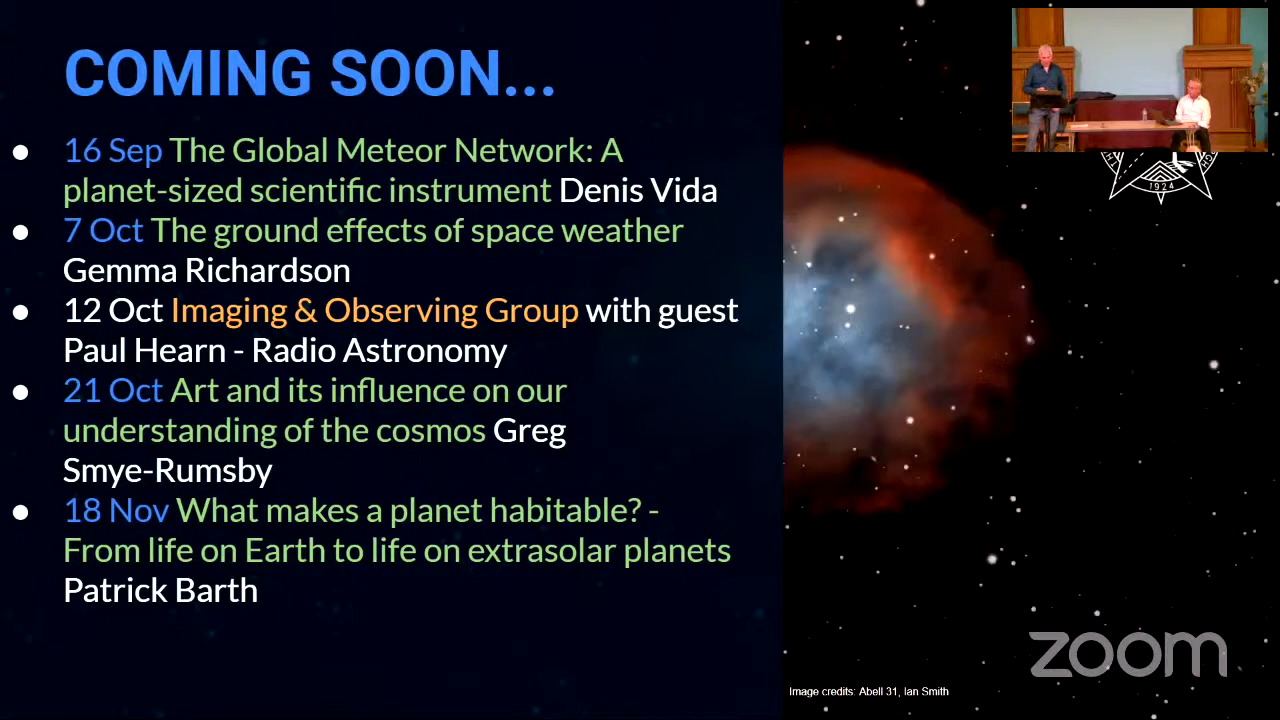 COMING SOON...
● 16 Sep The Global Meteor Network: A
planet-sized scientific instrument Denis Vida
● 7 Oct The ground effects of space weather
Gemma Richardson
● 12 Oct Imaging & Observing Group with guest
Paul Hearn - Radio Astronomy
● 21 Oct Art and its influence on our
understanding of the cosmos Greg
Smye-Rumsby
● 18 Nov What makes a planet habitable? -
From life on Earth to life on extrasolar planets
Patrick Barth
1924
zoom
Image credits: Abell 31, Ian Smith